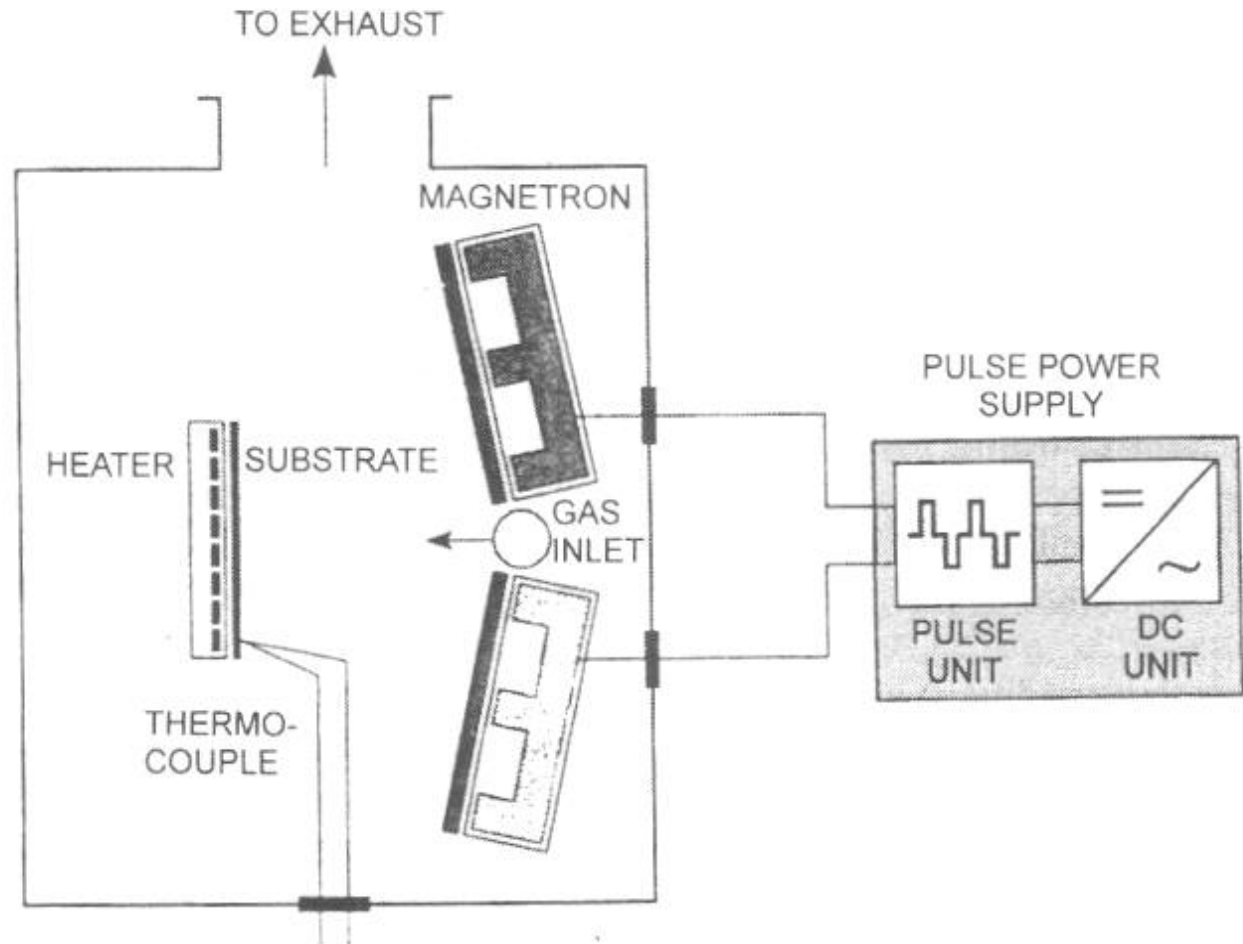 TO EXHAUST
MAGNETRON
PULSE POWER
SUPPLY
HEATER
SUBSTRATE
GAS
INLET
PULSE
UNIT
DC
UNIT
THERMO-
COUPLE